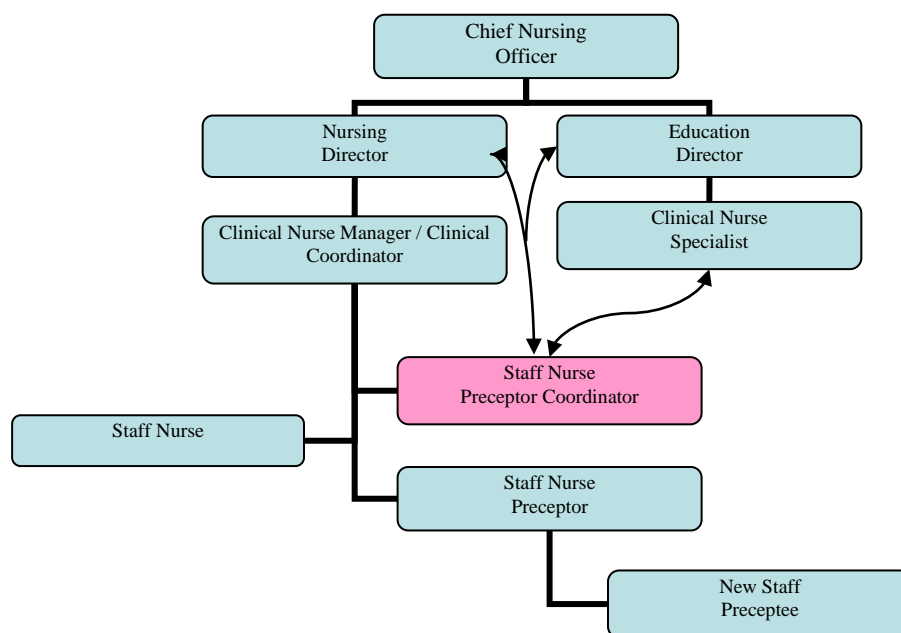 Chief Nursing
Officer
Nursing
Director
Education
Director
Clinical Nurse Manager / Clinical
Coordinator
Clinical Nurse
Specialist
Staff Nurse
Preceptor Coordinator
Staff Nurse
Staff Nurse
Preceptor
New Staff
Preceptee